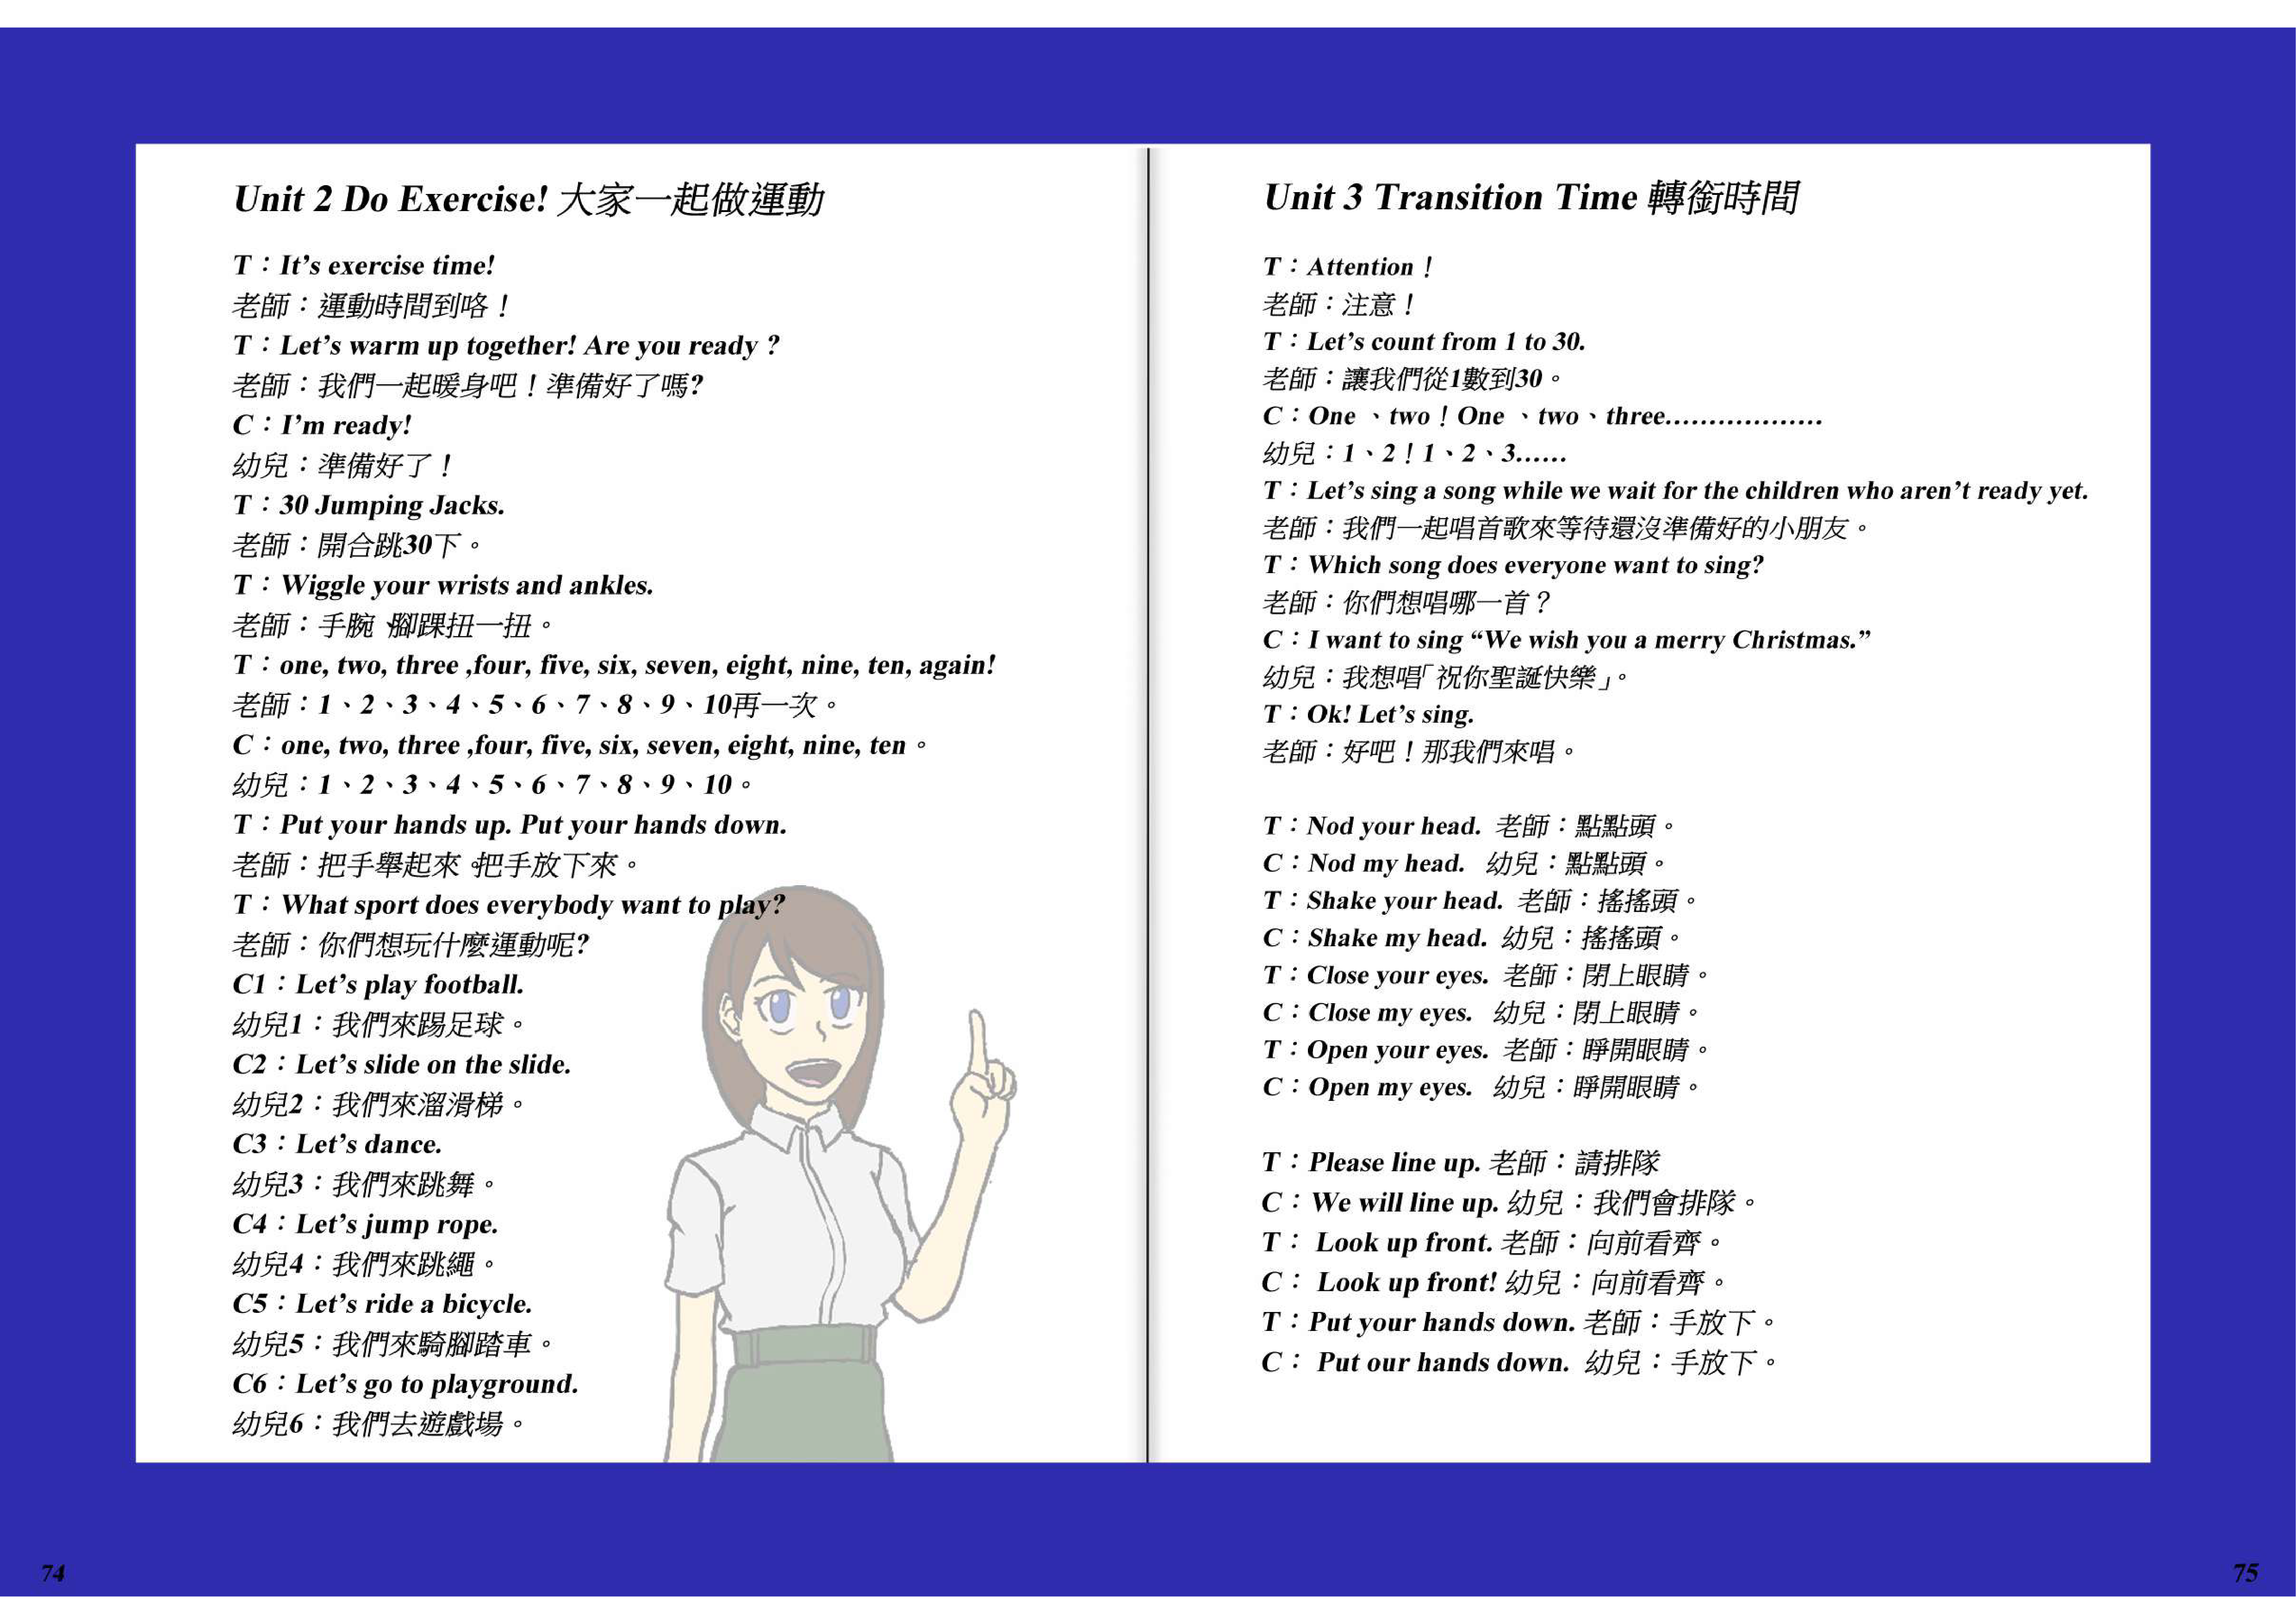 Unit 2 Do Exercise! 大家一起做運動
T：It’s exercise time!
老師：運動時間到咯！
T：Let’s warm up together! Are you ready ?
老師：我們一起暖身吧！準備好了嗎?
C：I’m ready!
幼兒：準備好了！
T：30 Jumping Jacks.
老師：開合跳30下。
T：Wiggle your wrists and ankles.
老師：手腕、腳踝扭一扭。
T：one, two, three ,four, five, six, seven, eight, nine, ten, again!
老師：1、2、3、4、5、6、7、8、9、10再一次。
C：one, two, three ,four, five, six, seven, eight, nine, ten。
幼兒：1、2、3、4、5、6、7、8、9、10。
T：Put your hands up. Put your hands down.
老師：把手舉起來。把手放下來。
T：What sport does everybody want to play?
老師：你們想玩什麼運動呢?
C1：Let’s play football.
幼兒1：我們來踢足球。
C2：Let’s slide on the slide.
幼兒2：我們來溜滑梯。
C3：Let’s dance.
幼兒3：我們來跳舞。
C4：Let’s jump rope.
幼兒4：我們來跳繩。
C5：Let’s ride a bicycle.
幼兒5：我們來騎腳踏車。
C6：Let’s go to playground.
幼兒6：我們去遊戲場。
74
Unit 3 Transition Time 轉銜時間
T：Attention！
老師：注意！
T：Let’s count from 1 to 30.
老師：讓我們從1數到30。
C：One 、two！One 、two、three..................
幼兒：1、2！1、2、3......
T：Let’s sing a song while we wait for the children who aren’t ready yet.
老師：我們一起唱首歌來等待還沒準備好的小朋友。
T：Which song does everyone want to sing?
老師：你們想唱哪一首？
C：I want to sing “We wish you a merry Christmas.”
幼兒：我想唱「祝你聖誕快樂」。
T：Ok! Let’s sing.
老師：好吧！那我們來唱。
T：Nod your head. 老師：點點頭。
C：Nod my head. 幼兒：點點頭。
T：Shake your head. 老師：搖搖頭。
C：Shake my head. 幼兒：搖搖頭。
T：Close your eyes. 老師：閉上眼睛。
C：Close my eyes. 幼兒：閉上眼睛。
T：Open your eyes. 老師：睜開眼睛。
C：Open my eyes. 幼兒：睜開眼睛。
T：Please line up. 老師：請排隊
C：We will line up. 幼兒：我們會排隊。
T： Look up front. 老師：向前看齊。
C： Look up front! 幼兒：向前看齊。
T：Put your hands down. 老師：手放下。
C： Put our hands down. 幼兒：手放下。
75